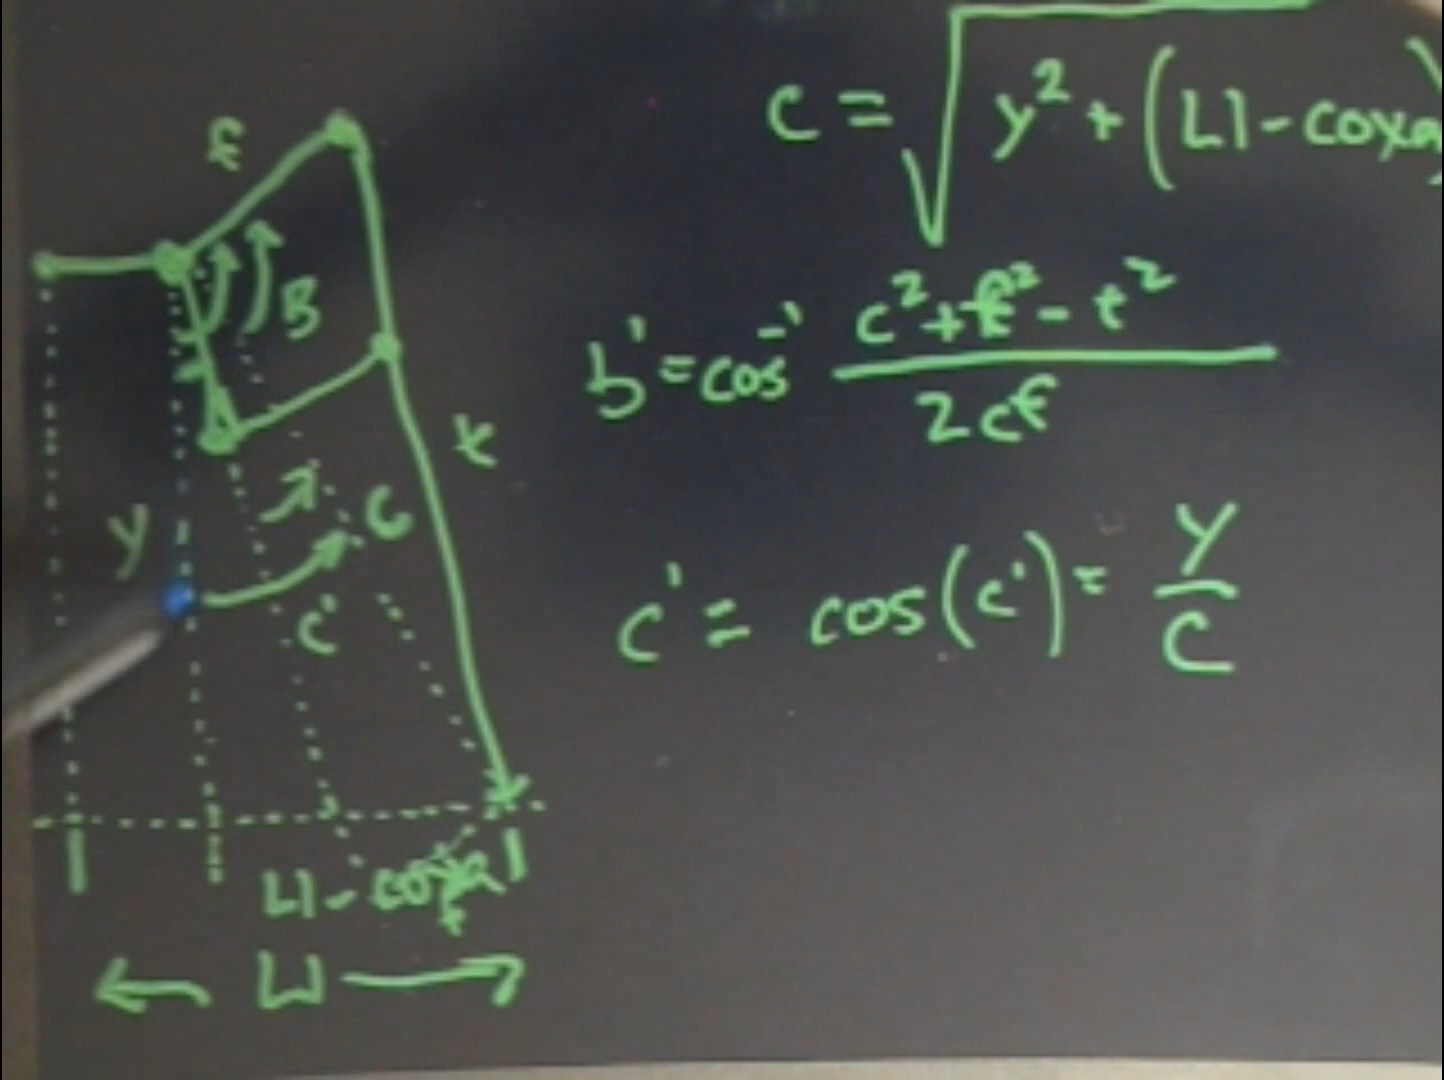 c = √ y² + (L1 - coxa)
f
B
b' = cos⁻¹ c² + f² - t² / 2cf
t
y
c
c'
c' = cos(c') = y / c
L1 - coxa
L1